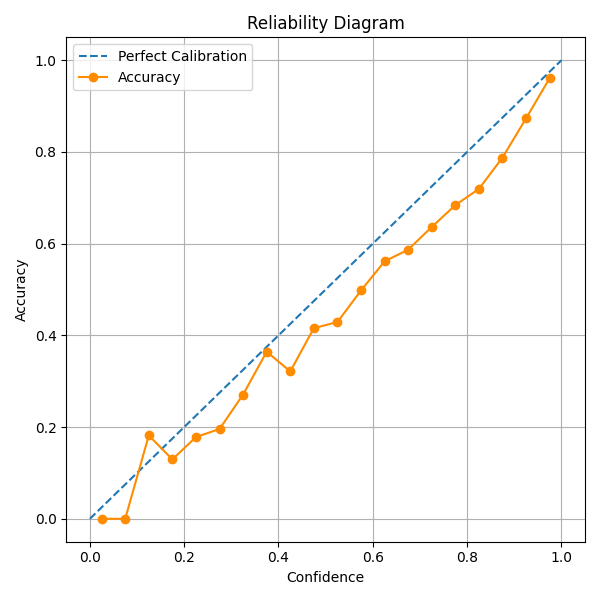 Reliability Diagram
Perfect Calibration
Accuracy
1.0
0.8
0.6
0.4
0.2
0.0
Accuracy
0.0 0.2 0.4 0.6 0.8 1.0
Confidence